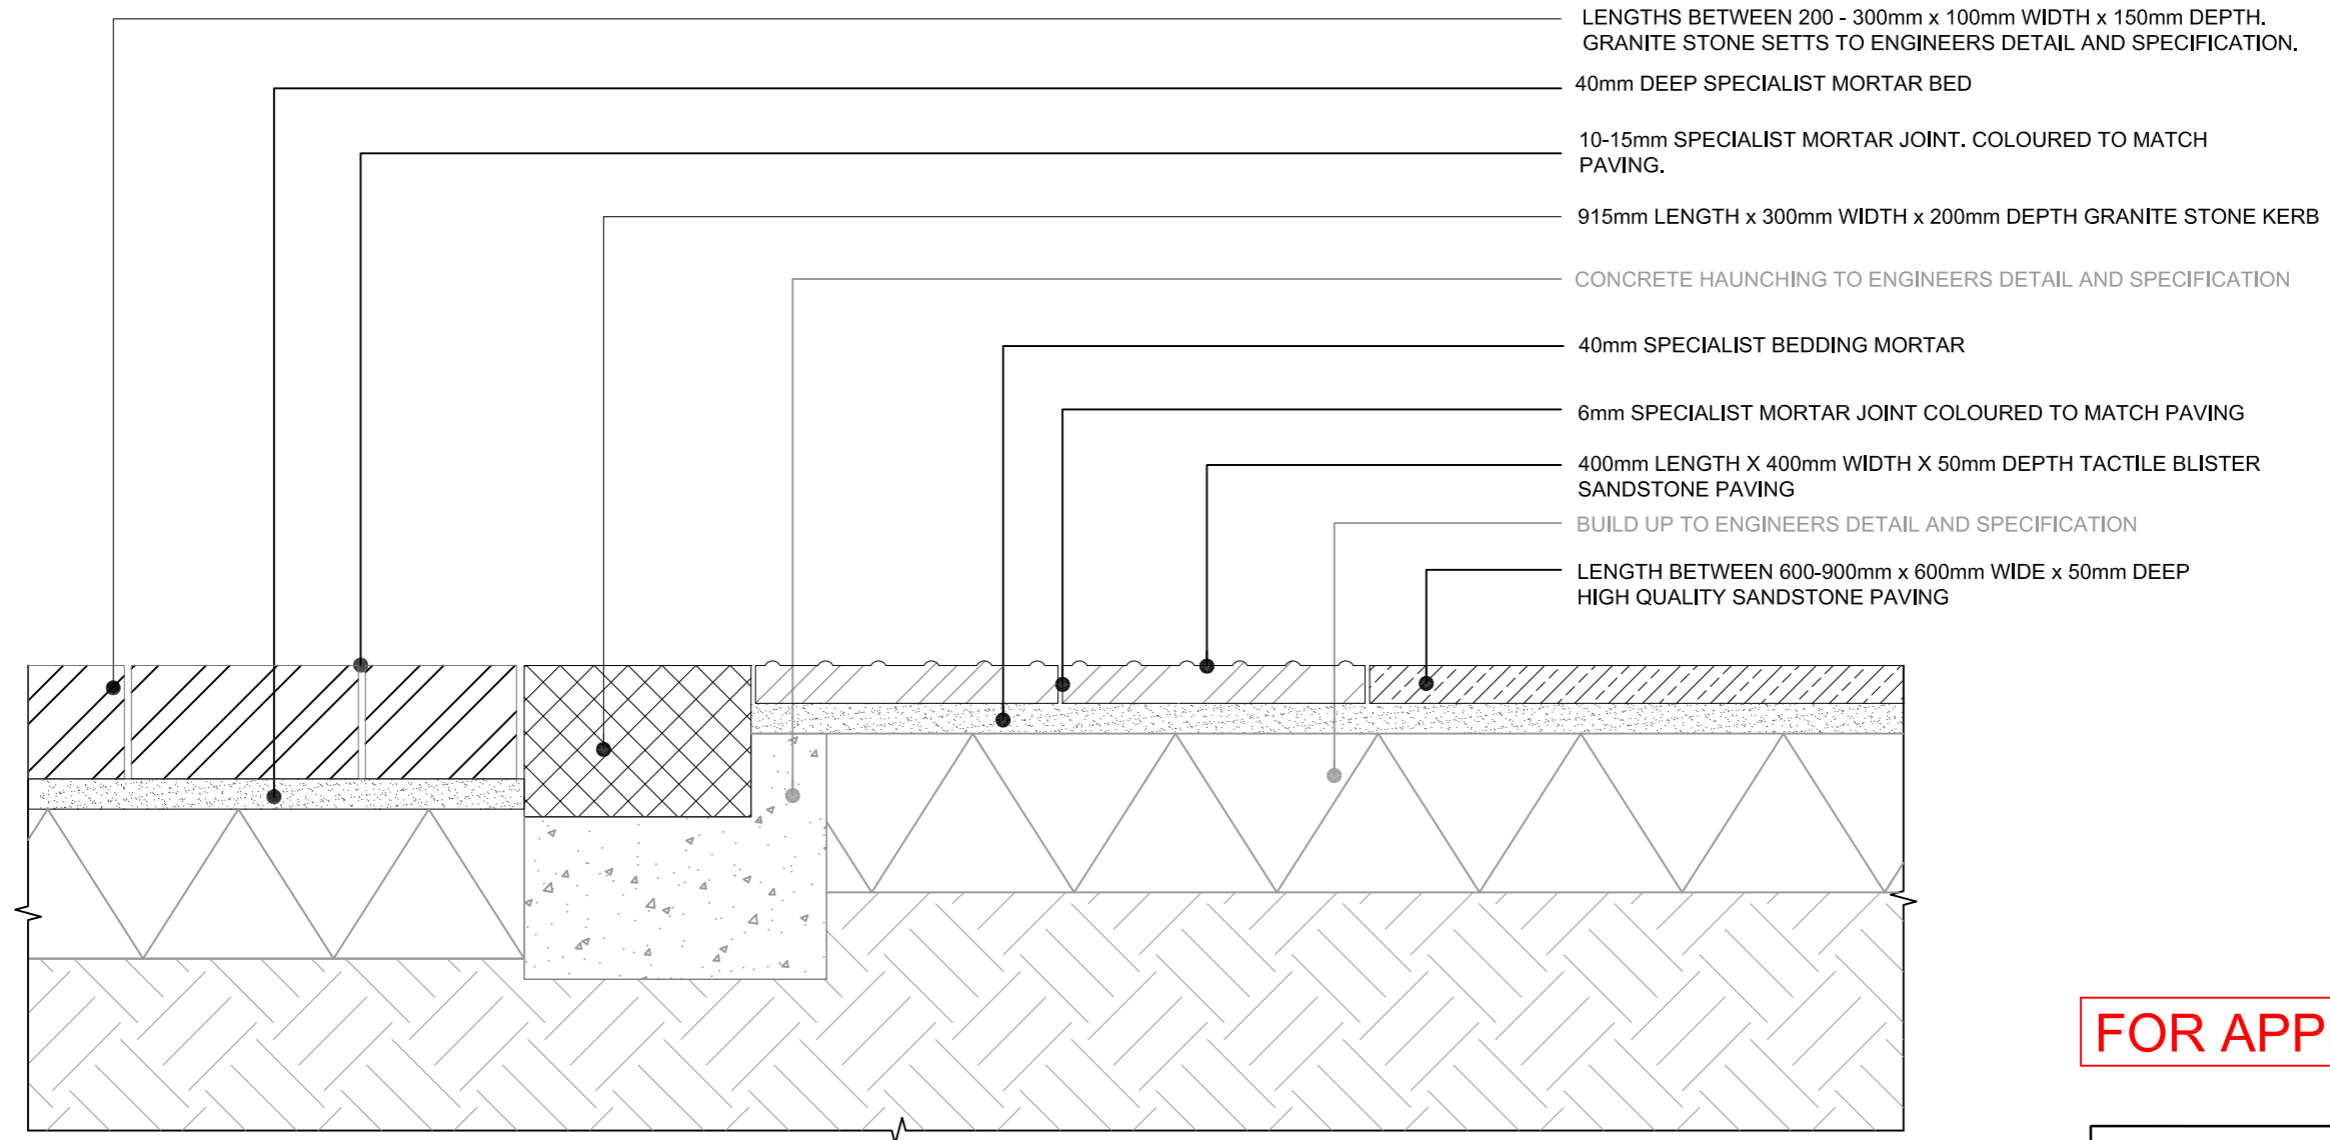 LENGTHS BETWEEN 200 - 300mm x 100mm WIDTH x 150mm DEPTH.
GRANITE STONE SETTS TO ENGINEERS DETAIL AND SPECIFICATION.
40mm DEEP SPECIALIST MORTAR BED
10-15mm SPECIALIST MORTAR JOINT. COLOURED TO MATCH
PAVING.
915mm LENGTH x 300mm WIDTH x 200mm DEPTH GRANITE STONE KERB
CONCRETE HAUNCHING TO ENGINEERS DETAIL AND SPECIFICATION
40mm SPECIALIST BEDDING MORTAR
6mm SPECIALIST MORTAR JOINT COLOURED TO MATCH PAVING
400mm LENGTH X 400mm WIDTH X 50mm DEPTH TACTILE BLISTER
SANDSTONE PAVING
BUILD UP TO ENGINEERS DETAIL AND SPECIFICATION
LENGTH BETWEEN 600-900mm x 600mm WIDE x 50mm DEEP
HIGH QUALITY SANDSTONE PAVING
FOR APP